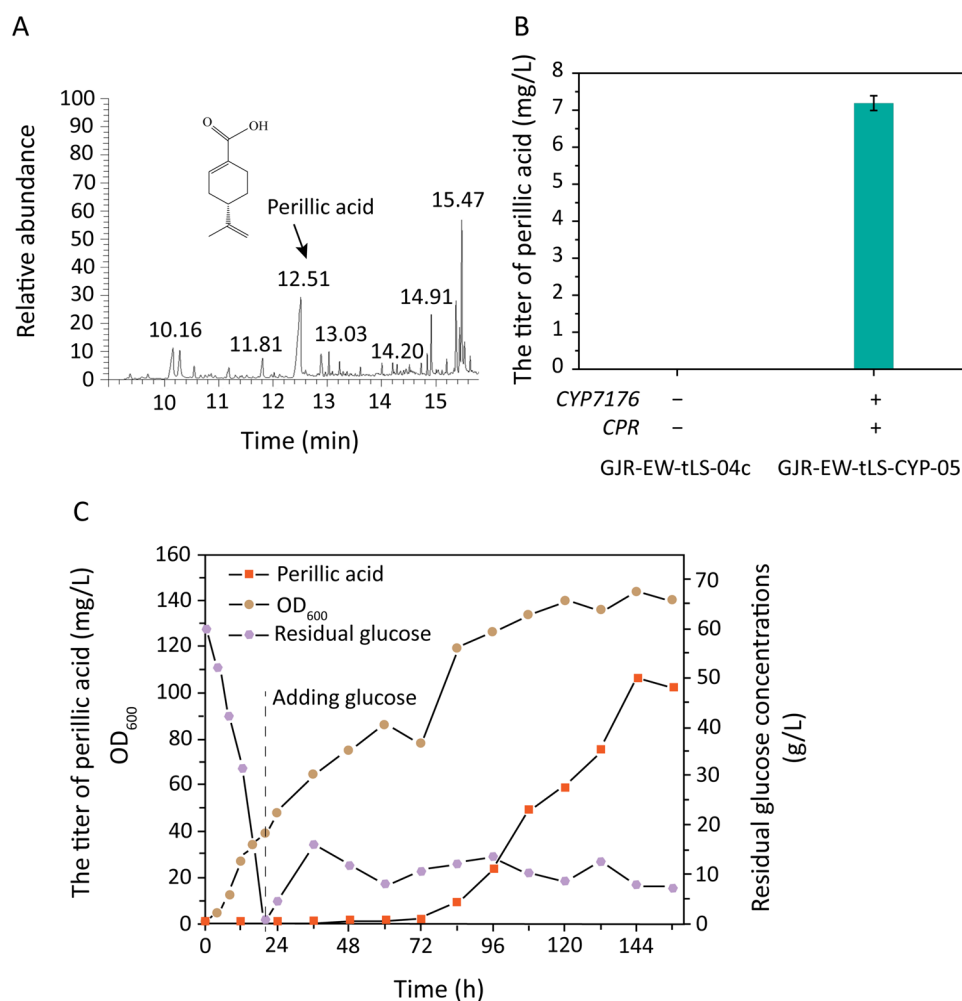 A
Relative abundance
100
90
80
70
60
50
40
30
20
10
0
O
OH
Perillic acid
10.16
11.81
12.51
13.03
14.20
14.91
15.47
10 11 12 13 14 15
Time (min)
B
The titer of perillic acid (mg/L)
8
7
6
5
4
3
2
1
0
CYP7176 − +
CPR − +
GJR-EW-tLS-04c GJR-EW-tLS-CYP-05
C
The titer of perillic acid (mg/L)
OD600
160
140
120
100
80
60
40
20
0
Perillic acid
OD600
Residual glucose
Adding glucose
70
60
50
40
30
20
10
0
Residual glucose concentrations
(g/L)
0 24 48 72 96 120 144
Time (h)